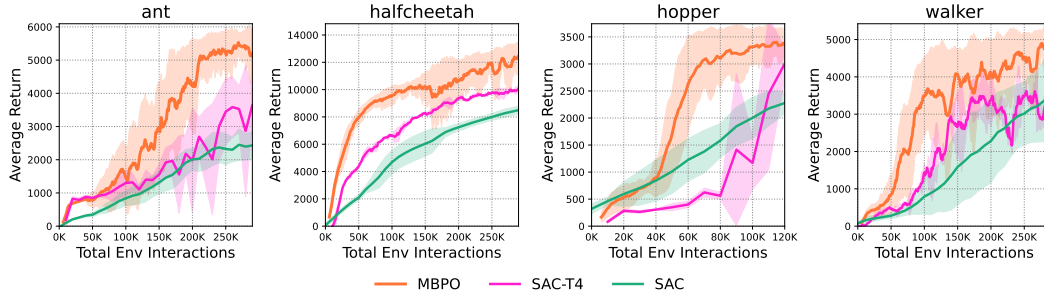 ant
halfcheetah
hopper
walker
Average Return
6000
5000
4000
3000
2000
1000
0
0K 50K 100K 150K 200K 250K
Total Env Interactions
Average Return
14000
12000
10000
8000
6000
4000
2000
0
0K 50K 100K 150K 200K 250K
Total Env Interactions
Average Return
3500
3000
2500
2000
1500
1000
500
0
0K 20K 40K 60K 80K 100K 120K
Total Env Interactions
Average Return
5000
4000
3000
2000
1000
0
0K 50K 100K 150K 200K 250K
Total Env Interactions
MBPO SAC-T4 SAC